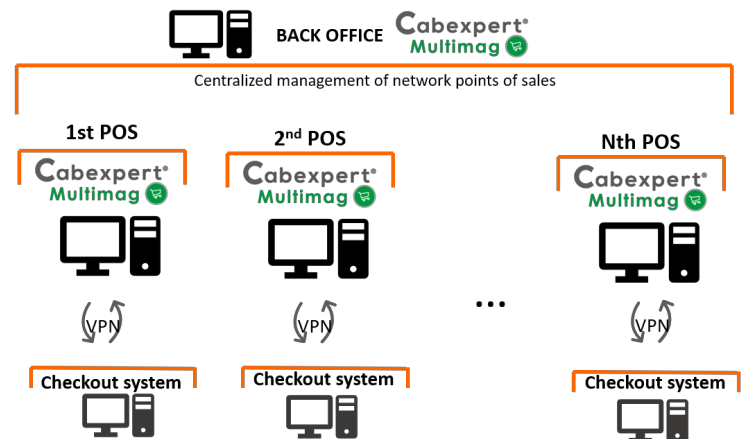 BACK OFFICE Cabexpert®
Multimag
Centralized management of network points of sales
1st POS
2nd POS
Nth POS
Cabexpert®
Multimag
Cabexpert®
Multimag
Cabexpert®
Multimag
...
VPN
VPN
VPN
Checkout system
Checkout system
Checkout system